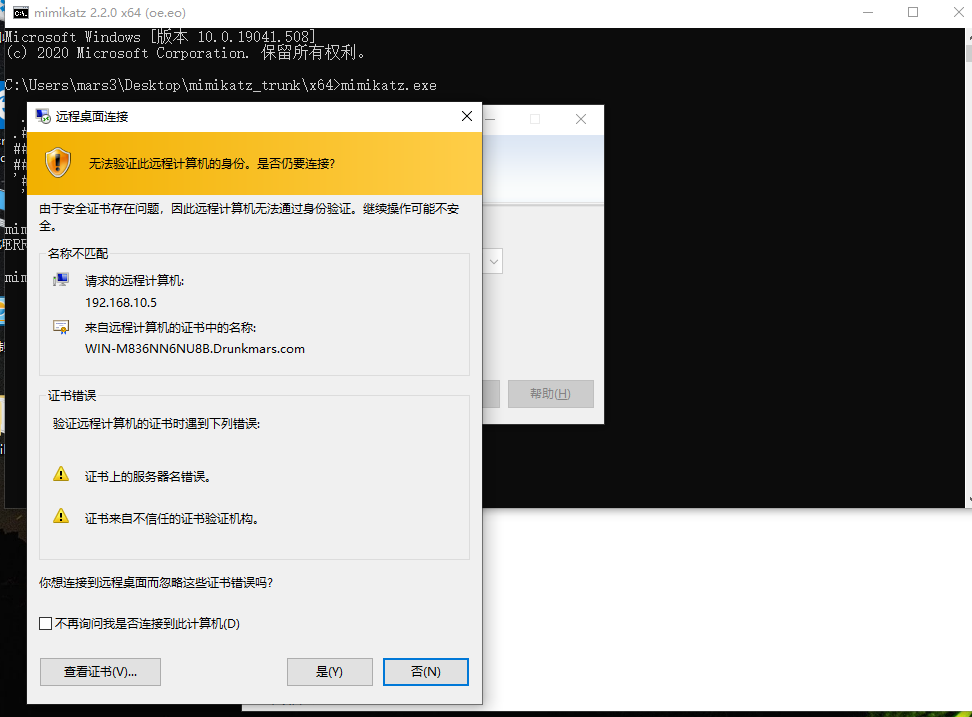 mimikatz 2.2.0 x64 (oe.eo)
Microsoft Windows [版本 10.0.19041.508]
(c) 2020 Microsoft Corporation. 保留所有权利。
C:\Users\mars3\Desktop\mimikatz_trunk\x64>mimikatz.exe
远程桌面连接
无法验证此远程计算机的身份。是否仍要连接?
由于安全证书存在问题，因此远程计算机无法通过身份验证。继续操作可能不安
全。
名称不匹配
请求的远程计算机:
192.168.10.5
来自远程计算机的证书中的名称:
WIN-M836NN6NU8B.Drunkmars.com
帮助(H)
证书错误
验证远程计算机的证书时遇到下列错误:
证书上的服务器名错误。
证书来自不信任的证书验证机构。
你想连接到远程桌面而忽略这些证书错误吗?
不再询问我是否连接到此计算机(D)
查看证书(V)...
是(Y)
否(N)